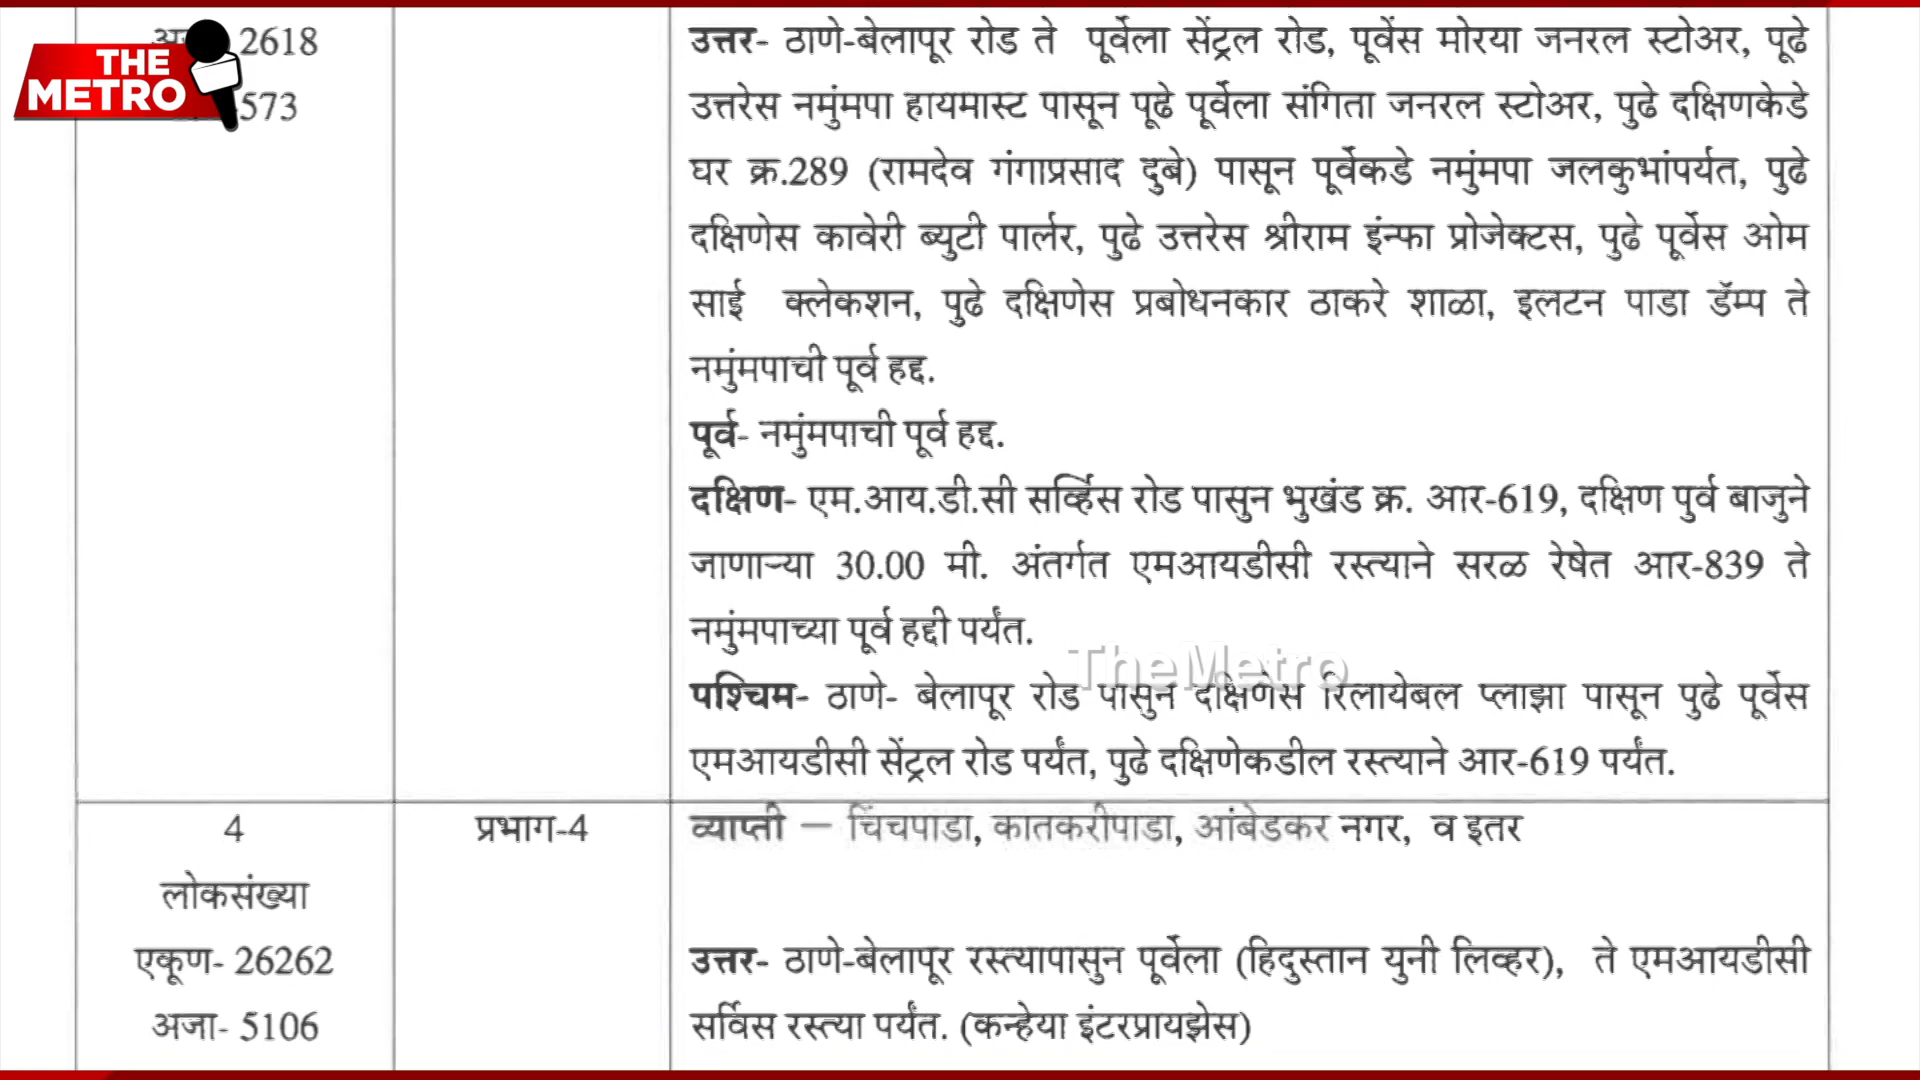 THE
METRO
2618
573
उत्तर- ठाणे-बेलापूर रोड ते पूर्वेला सेंट्रल रोड, पूर्वेस मोरया जनरल स्टोअर, पूढे
उत्तरेस नमुंमपा हायमास्ट पासून पूढे पूर्वेला संगिता जनरल स्टोअर, पुढे दक्षिणकेडे
घर क्र.289 (रामदेव गंगाप्रसाद दुबे) पासून पूर्वेकडे नमुंमपा जलकुभांपर्यत, पुढे
दक्षिणेस कावेरी ब्युटी पार्लर, पुढे उत्तरेस श्रीराम इंन्फा प्रोजेक्टस, पुढे पूर्वेस ओम
साई क्लेकशन, पुढे दक्षिणेस प्रबोधनकार ठाकरे शाळा, इलटन पाडा डॅम्प ते
नमुंमपाची पूर्व हद्द.
पूर्व- नमुंमपाची पूर्व हद्द.
दक्षिण- एम.आय.डी.सी सर्व्हिस रोड पासुन भुखंड क्र. आर-619, दक्षिण पुर्व बाजुने
जाणाऱ्या 30.00 मी. अंतर्गत एमआयडीसी रस्त्याने सरळ रेषेत आर-839 ते
नमुंमपाच्या पूर्व हद्दी पर्यंत.
TheMetro
पश्चिम- ठाणे- बेलापूर रोड पासुन दक्षिणेस रिलायेबल प्लाझा पासून पुढे पूर्वेस
एमआयडीसी सेंट्रल रोड पर्यंत, पुढे दक्षिणेकडील रस्त्याने आर-619 पर्यंत.
4 प्रभाग-4 व्याप्ती – चिंचपाडा, कातकरीपाडा, आंबेडकर नगर, व इतर
लोकसंख्या
एकूण- 26262 उत्तर- ठाणे-बेलापूर रस्त्यापासुन पूर्वेला (हिदुस्तान युनी लिव्हर), ते एमआयडीसी
अजा- 5106 सर्विस रस्त्या पर्यंत. (कन्हेया इंटरप्रायझेस)